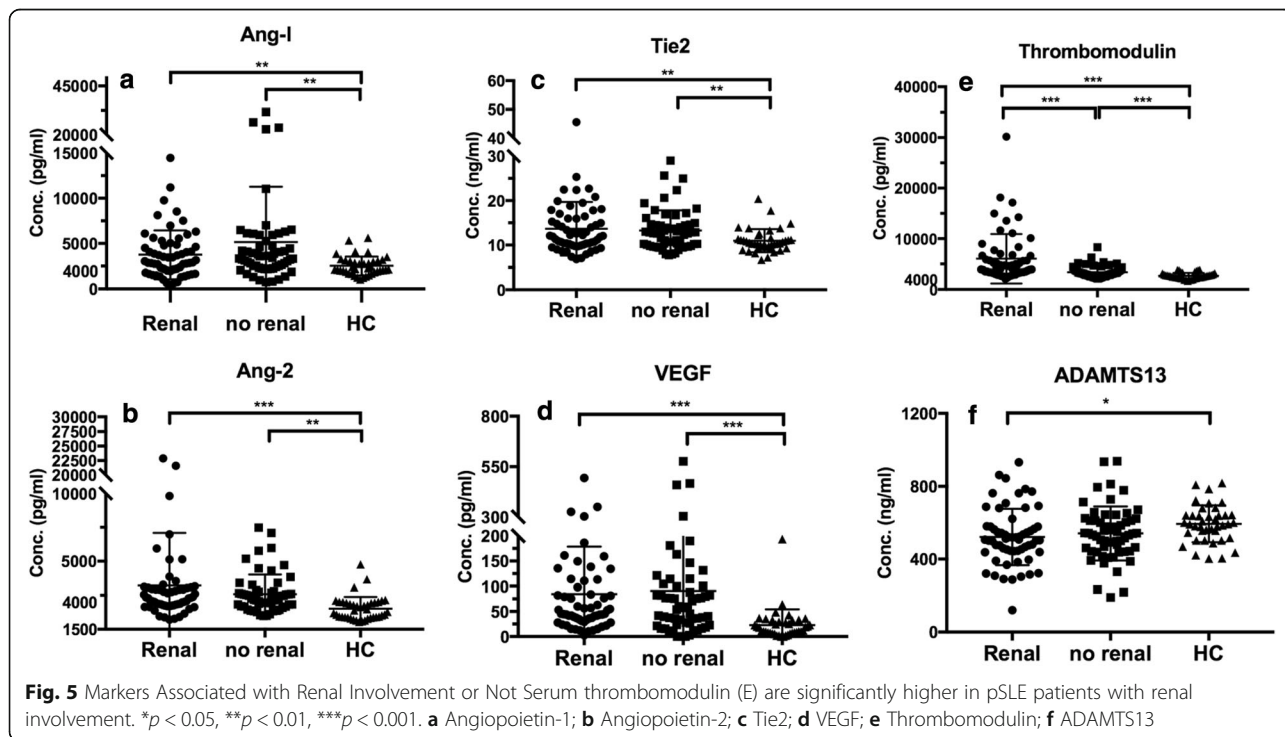 Ang-I
a
**
**
Conc. (pg/ml)
45000
20000
15000
10000
5000
4000
0
Renal no renal HC
Tie2
c
**
**
Conc. (ng/ml)
60
50
40
30
20
10
0
Renal no renal HC
Thrombomodulin
e
***
*** ***
Conc. (pg/ml)
40000
30000
20000
10000
4000
0
Renal no renal HC
Ang-2
b
***
**
Conc. (pg/ml)
30000
27500
25000
22500
20000
10000
5000
4000
1500
Renal no renal HC
VEGF
d
***
***
Conc. (pg/ml)
800
550
300
200
150
100
50
0
Renal no renal HC
ADAMTS13
f
*
Conc. (ng/ml)
1200
800
400
0
Renal no renal HC
Fig. 5 Markers Associated with Renal Involvement or Not Serum thrombomodulin (E) are significantly higher in pSLE patients with renal
involvement. *p < 0.05, **p < 0.01, ***p < 0.001. a Angiopoietin-1; b Angiopoietin-2; c Tie2; d VEGF; e Thrombomodulin; f ADAMTS13